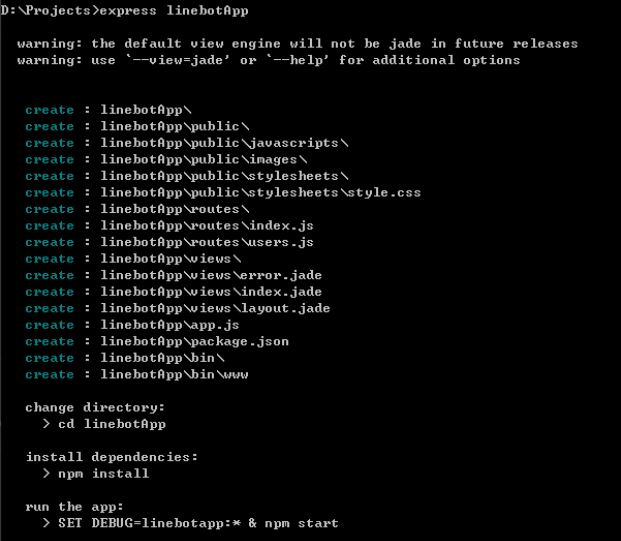 D:\Projects>express linebotApp
warning: the default view engine will not be jade in future releases
warning: use `--view=jade' or `--help' for additional options
create : linebotApp\
create : linebotApp\public\
create : linebotApp\public\javascripts\
create : linebotApp\public\images\
create : linebotApp\public\stylesheets\
create : linebotApp\public\stylesheets\style.css
create : linebotApp\routes\
create : linebotApp\routes\index.js
create : linebotApp\routes\users.js
create : linebotApp\views\
create : linebotApp\views\error.jade
create : linebotApp\views\index.jade
create : linebotApp\views\layout.jade
create : linebotApp\app.js
create : linebotApp\package.json
create : linebotApp\bin\
create : linebotApp\bin\www
change directory:
> cd linebotApp
install dependencies:
> npm install
run the app:
> SET DEBUG=linebotapp:* & npm start